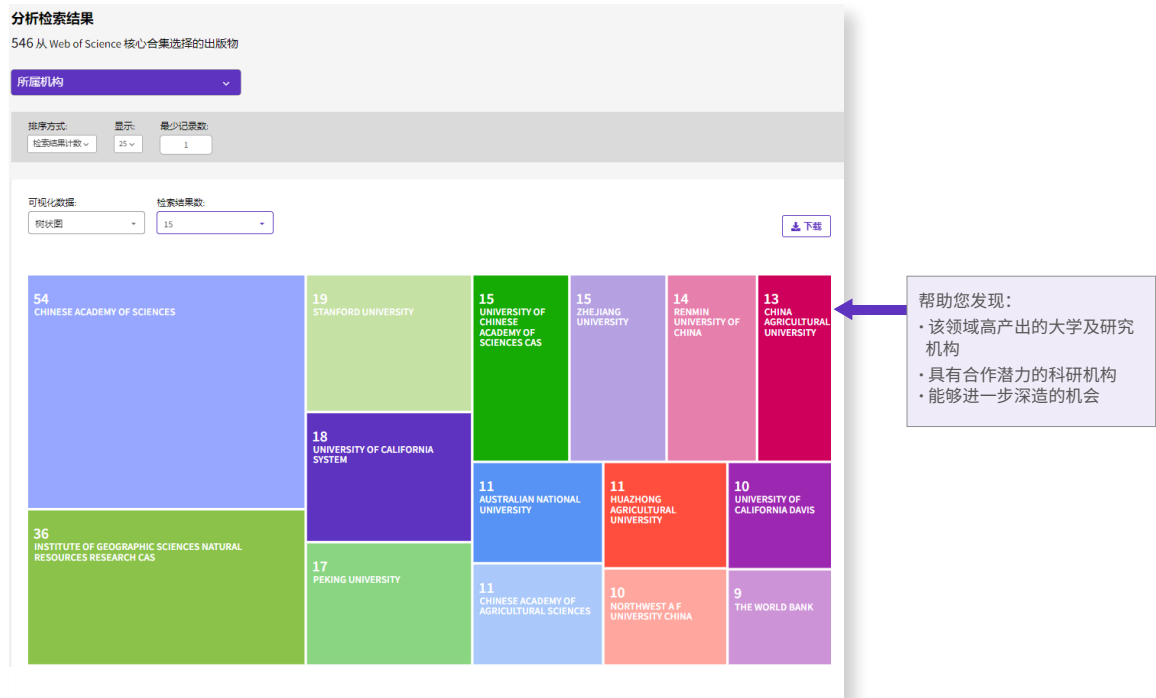 分析检索结果
546 从 Web of Science 核心合集选择的出版物
所属机构
排序方式:
显示:
最少记录数:
检索结果计数
25
1
可视化数据:
检索结果数:
树状图
15
下载
54
CHINESE ACADEMY OF SCIENCES
36
INSTITUTE OF GEOGRAPHIC SCIENCES NATURAL
RESOURCES RESEARCH CAS
19
STANFORD UNIVERSITY
18
UNIVERSITY OF CALIFORNIA
SYSTEM
17
PEKING UNIVERSITY
15
UNIVERSITY OF
CHINESE
ACADEMY OF
SCIENCES CAS
15
ZHEJIANG
UNIVERSITY
14
RENMIN
UNIVERSITY OF
CHINA
13
CHINA
AGRICULTURAL
UNIVERSITY
11
AUSTRALIAN NATIONAL
UNIVERSITY
11
HUAZHONG
AGRICULTURAL
UNIVERSITY
10
UNIVERSITY OF
CALIFORNIA DAVIS
11
CHINESE ACADEMY OF
AGRICULTURAL SCIENCES
10
NORTHWEST A F
UNIVERSITY CHINA
9
THE WORLD BANK
帮助您发现：
·该领域高产出的大学及研究
机构
·具有合作潜力的科研机构
·能够进一步深造的机会